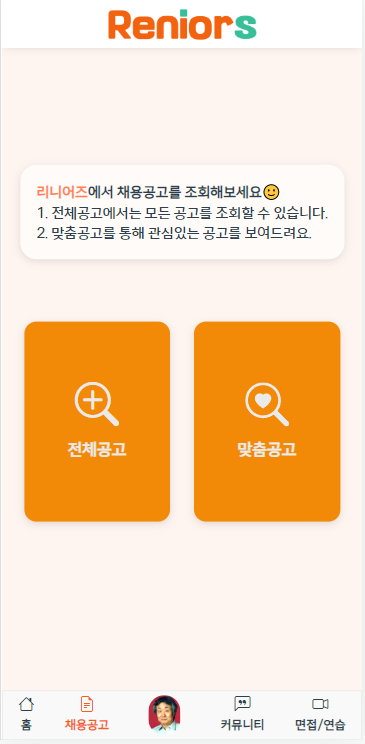 Reniors
리니어즈에서 채용공고를 조회해보세요
1. 전체공고에서는 모든 공고를 조회할 수 있습니다.
2. 맞춤공고를 통해 관심있는 공고를 보여드려요.
전체공고
맞춤공고
홈
채용공고
커뮤니티
면접/연습